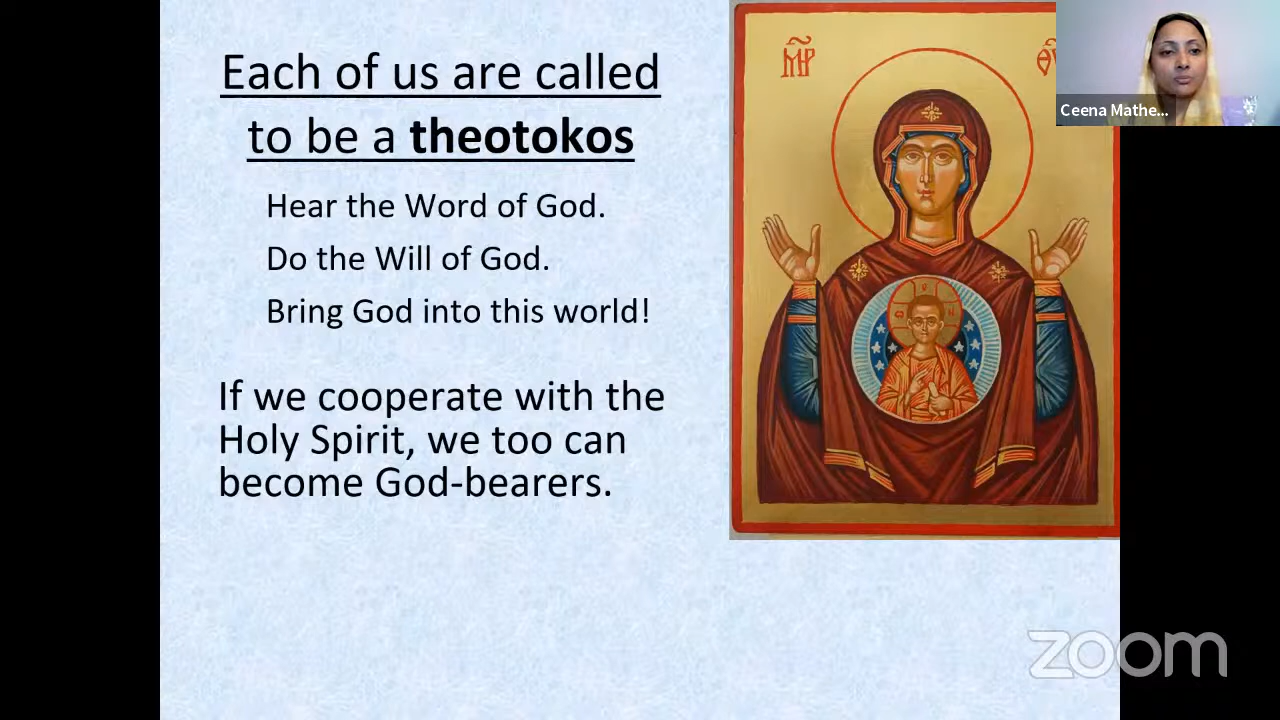 Each of us are called
to be a theotokos
Hear the Word of God.
Do the Will of God.
Bring God into this world!
If we cooperate with the
Holy Spirit, we too can
become God-bearers.
Ceena Mathe...
zoom